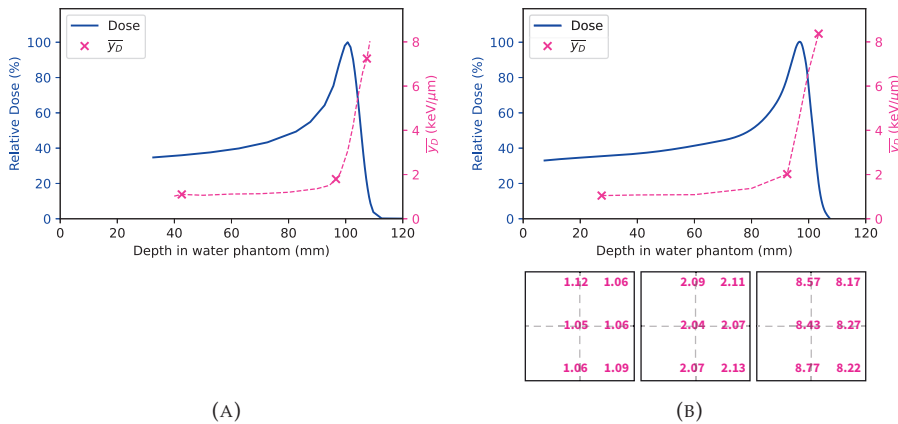 Dose
y_D
Relative Dose (%)
100
80
60
40
20
0
8
6
4
2
0
y_D (keV/μm)
0 20 40 60 80 100 120
Depth in water phantom (mm)
(A)
Dose
y_D
Relative Dose (%)
100
80
60
40
20
0
8
6
4
2
0
y_D (keV/μm)
0 20 40 60 80 100 120
Depth in water phantom (mm)
1.12 1.06 2.09 2.11 8.57 8.17
1.05 1.06 2.04 2.07 8.43 8.27
1.06 1.09 2.07 2.13 8.77 8.22
(B)